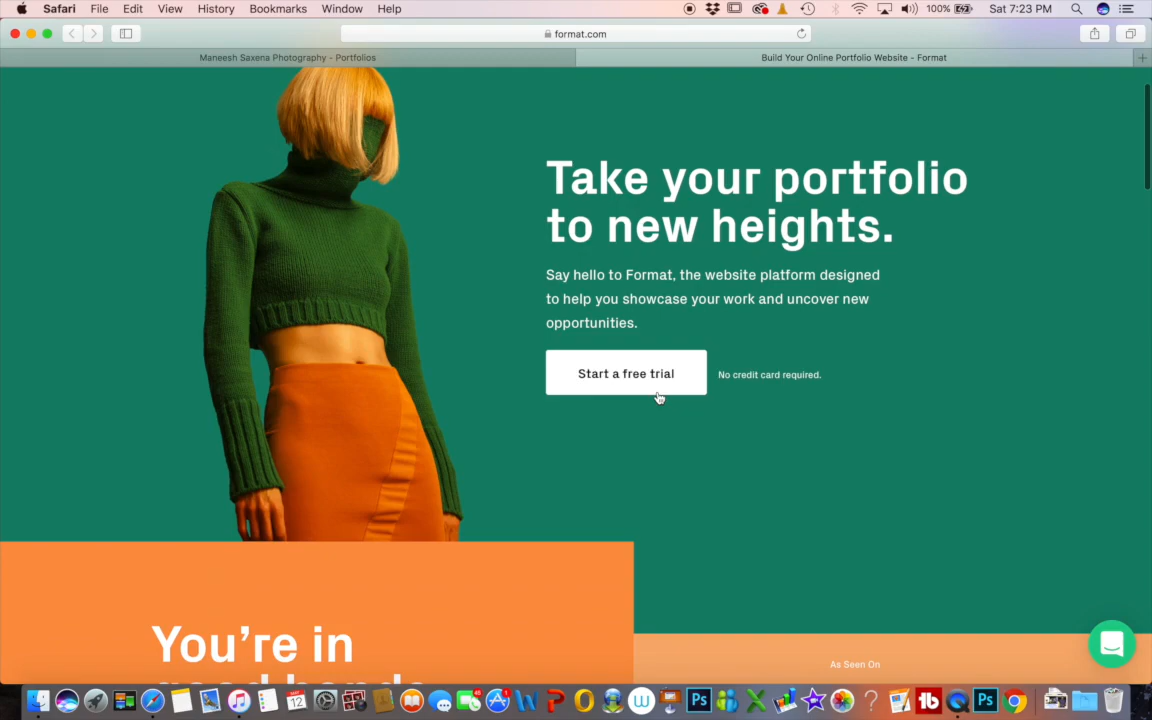 Safari File Edit View History Bookmarks Window Help 100% Sat 7:23 PM
format.com
Maneesh Saxena Photography - Portfolios
Build Your Online Portfolio Website - Format
Take your portfolio
to new heights.
Say hello to Format, the website platform designed
to help you showcase your work and uncover new
opportunities.
Start a free trial
No credit card required.
You're in
good hands
As Seen On